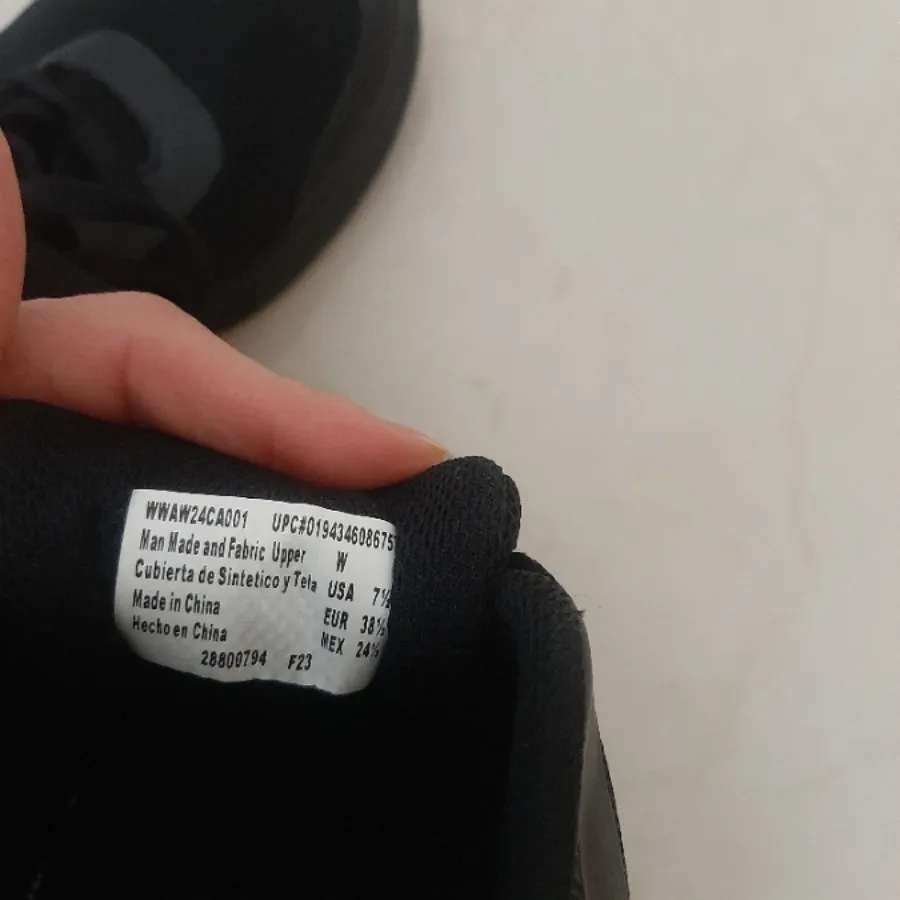 WWAW24CA001 UPC#019434608675
Man Made and Fabric Upper W
Cubierta de Sintetico y Tela USA 7½
Made in China EUR 38½
Hecho en China MEX 24½
28800794 F23